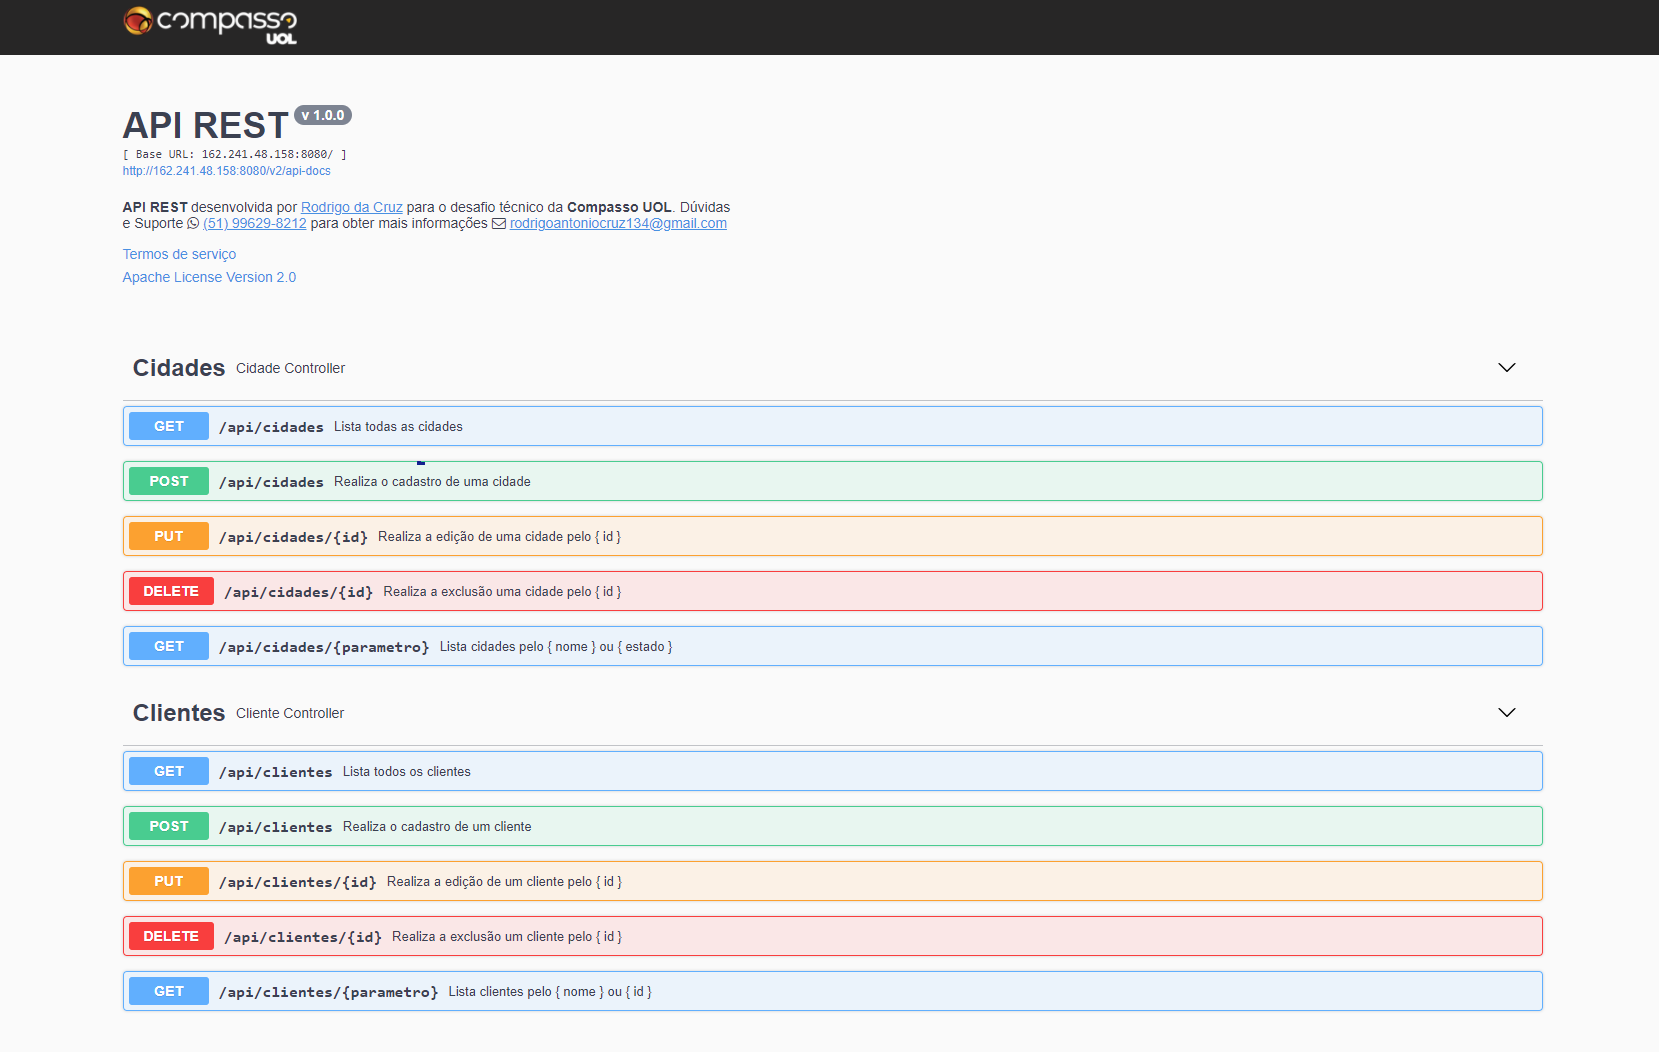 compasso
UOL
API REST v 1.0.0
[ Base URL: 162.241.48.158:8080/ ]
http://162.241.48.158:8080/v2/api-docs
API REST desenvolvida por Rodrigo da Cruz para o desafio técnico da Compasso UOL. Dúvidas
e Suporte (51) 99629-8212 para obter mais informações rodrigoantoniocruz134@gmail.com
Termos de serviço
Apache License Version 2.0
Cidades Cidade Controller
GET /api/cidades Lista todas as cidades
POST /api/cidades Realiza o cadastro de uma cidade
PUT /api/cidades/{id} Realiza a edição de uma cidade pelo { id }
DELETE /api/cidades/{id} Realiza a exclusão uma cidade pelo { id }
GET /api/cidades/{parametro} Lista cidades pelo { nome } ou { estado }
Clientes Cliente Controller
GET /api/clientes Lista todos os clientes
POST /api/clientes Realiza o cadastro de um cliente
PUT /api/clientes/{id} Realiza a edição de um cliente pelo { id }
DELETE /api/clientes/{id} Realiza a exclusão um cliente pelo { id }
GET /api/clientes/{parametro} Lista clientes pelo { nome } ou { id }